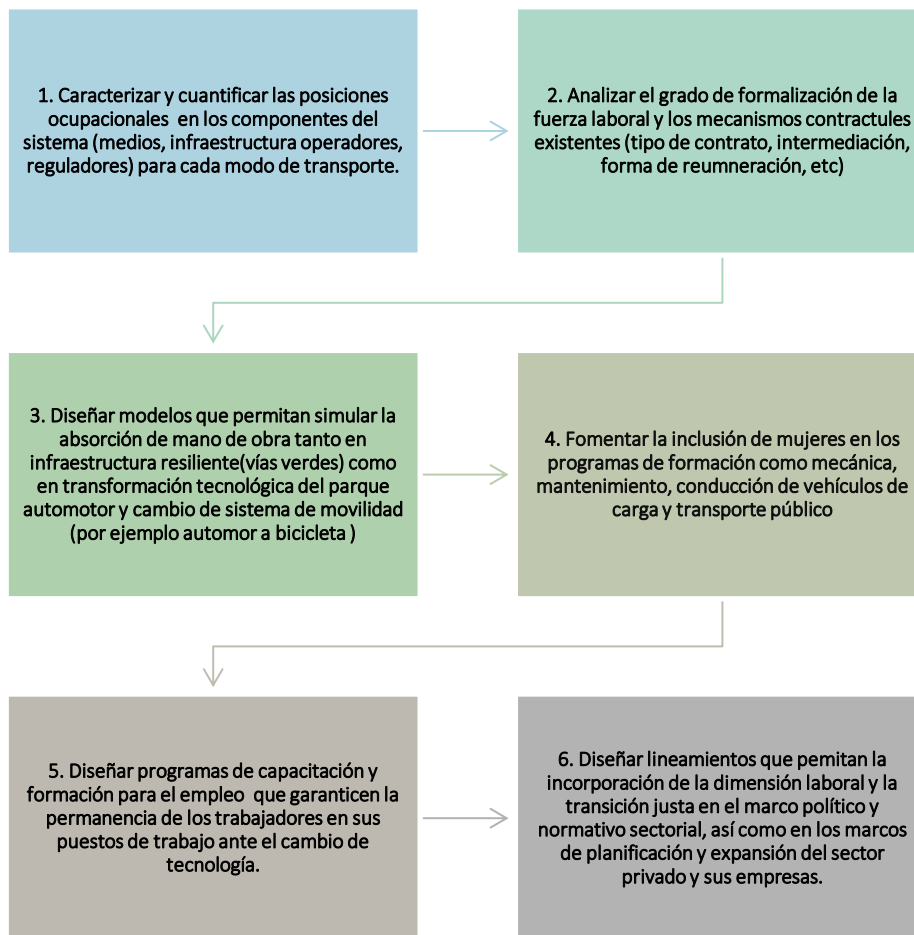 1. Caracterizar y cuantificar las posiciones
ocupacionales en los componentes del
sistema (medios, infraestructura operadores,
reguladores) para cada modo de transporte.
2. Analizar el grado de formalización de la
fuerza laboral y los mecanismos contractules
existentes (tipo de contrato, intermediación,
forma de reumneración, etc)
3. Diseñar modelos que permitan simular la
absorción de mano de obra tanto en
infraestructura resiliente(vías verdes) como
en transformación tecnológica del parque
automotor y cambio de sistema de movilidad
(por ejemplo automor a bicicleta )
4. Fomentar la inclusión de mujeres en los
programas de formación como mecánica,
mantenimiento, conducción de vehículos de
carga y transporte público
5. Diseñar programas de capacitación y
formación para el empleo que garanticen la
permanencia de los trabajadores en sus
puestos de trabajo ante el cambio de
tecnología.
6. Diseñar lineamientos que pemitan la
incorporación de la dimensión laboral y la
transición justa en el marco político y
normativo sectorial, así como en los marcos
de planificación y expansión del sector
privado y sus empresas.